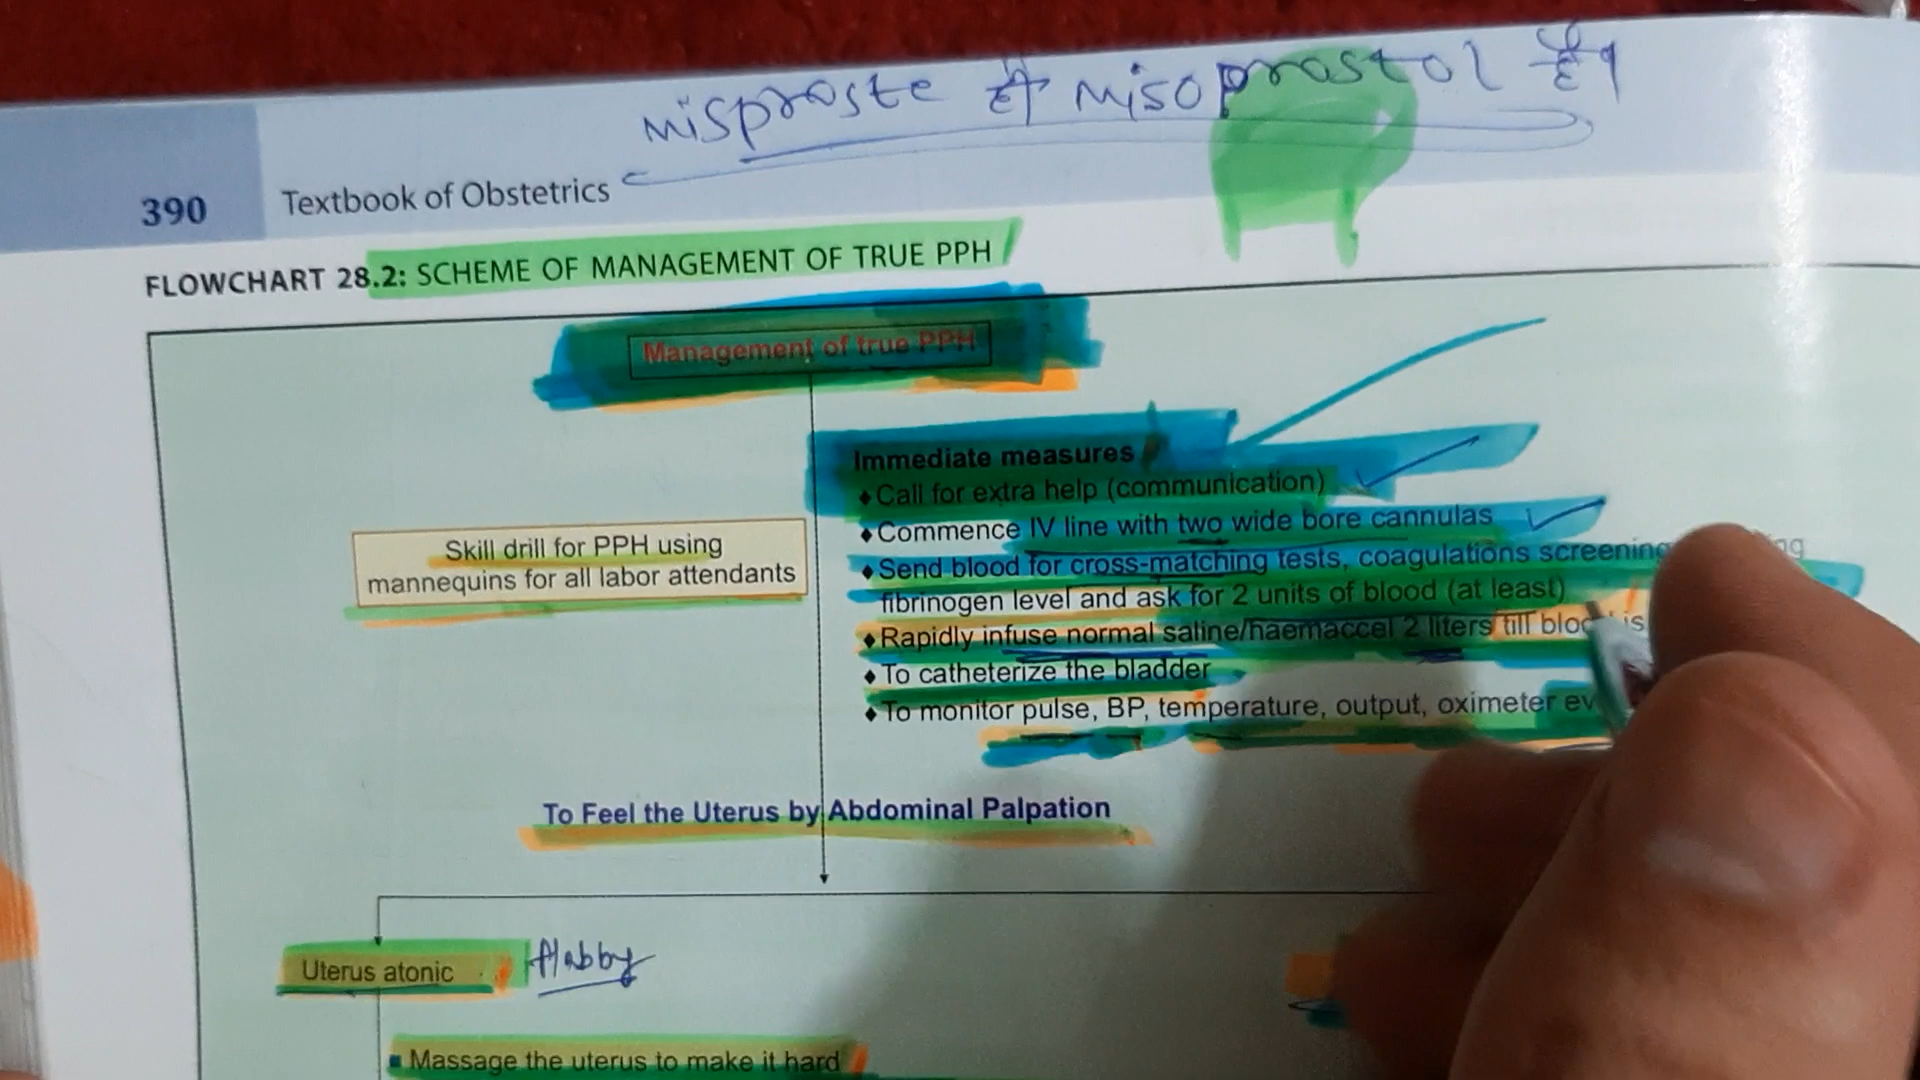 misproste में misoprostol है
390 Textbook of Obstetrics
FLOWCHART 28.2: SCHEME OF MANAGEMENT OF TRUE PPH
Management of true PPH
Immediate measures
♦Call for extra help (communication)
♦Commence IV line with two wide bore cannulas
♦Send blood for cross-matching tests, coagulations screening
fibrinogen level and ask for 2 units of blood (at least)
♦Rapidly infuse normal saline/haemaccel 2 liters till is
♦To catheterize the bladder
♦To monitor pulse, BP, temperature, output, oximeter
Skill drill for PPH using
mannequins for all labor attendants
To Feel the Uterus by Abdominal Palpation
Uterus atonic flabby
▪ Massage the uterus to make it hard